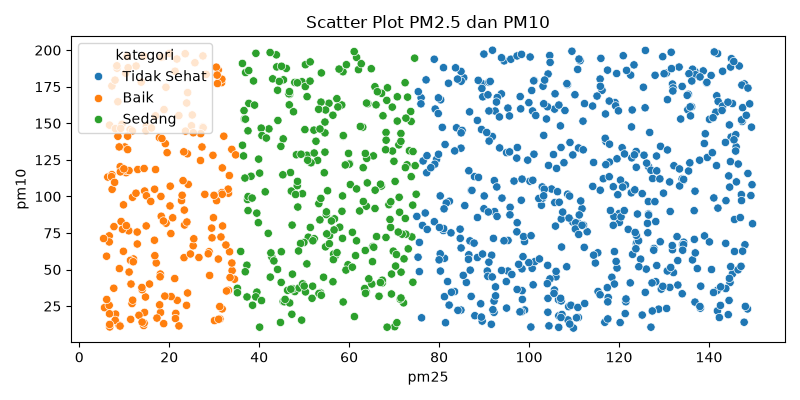 Scatter Plot PM2.5 dan PM10
200
175
150
125
100
75
50
25
pm10
kategori
Tidak Sehat
Baik
Sedang
0 20 40 60 80 100 120 140
pm25